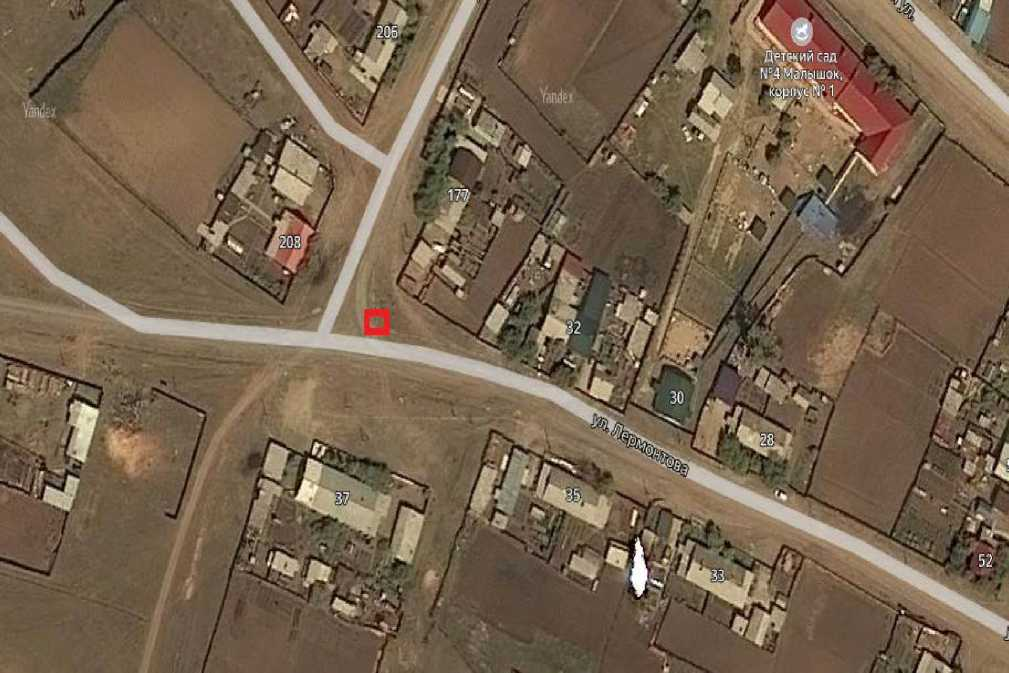 206
ул.
Детский сад
№4 Малышок,
корпус № 1
Yandex
Yandex
177
208
32
30
ул. Лермонтова
28
37
35
33
52